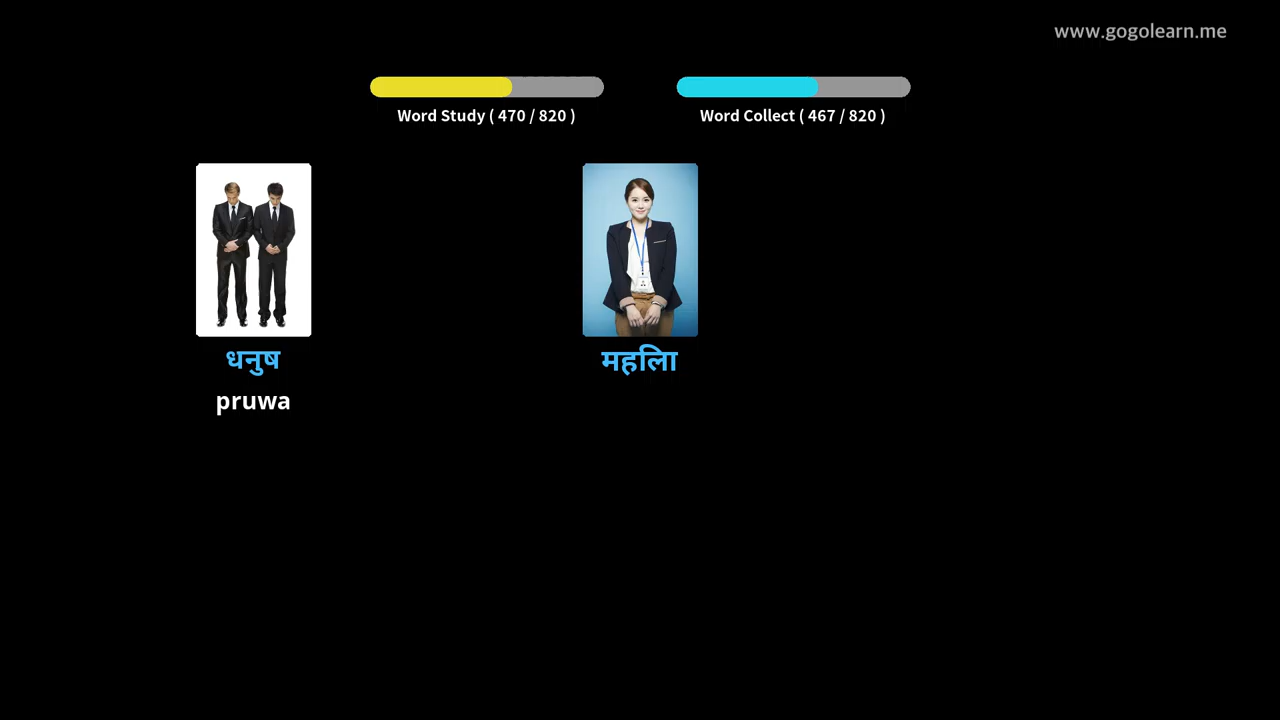 www.gogolearn.me
Word Study ( 470 / 820 )
Word Collect ( 467 / 820 )
धनुष
महिला
pruwa